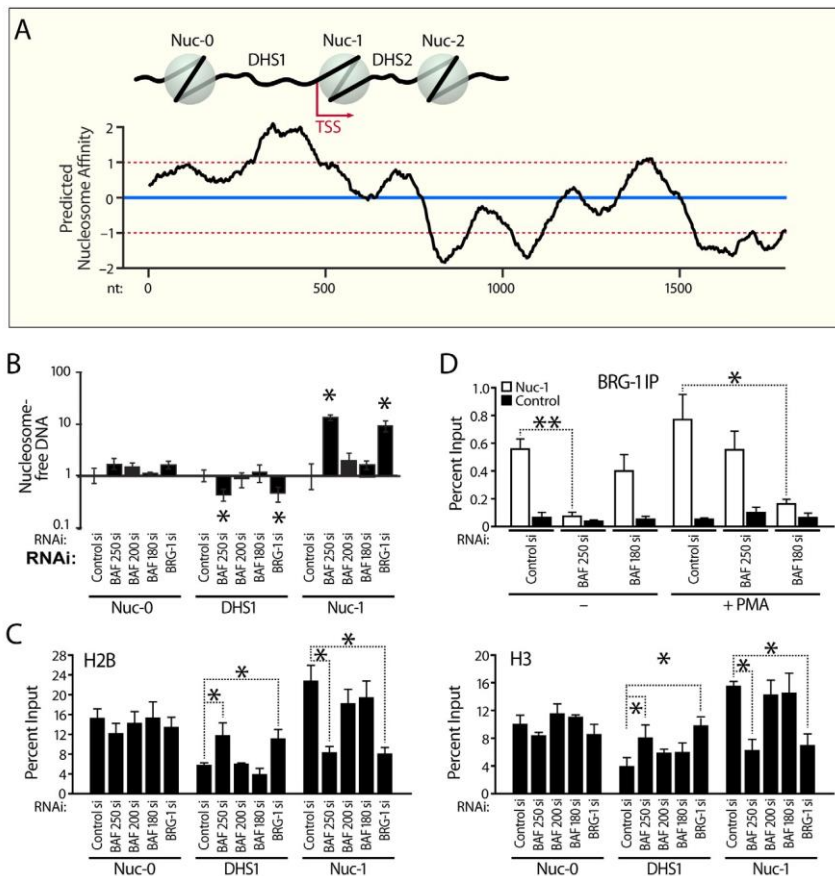 A
Nuc-0
DHS1
Nuc-1
DHS2
Nuc-2
TSS
Predicted
Nucleosome Affinity
2
1
0
−1
−2
nt:
0
500
1000
1500
B
Nucleosome-
free DNA
100
10
1
0.1
*
*
*
*
RNAi:
RNAi:
Control si
BAF 250 si
BAF 200 si
BAF 180 si
BRG-1 si
Control si
BAF 250 si
BAF 200 si
BAF 180 si
BRG-1 si
Control si
BAF 250 si
BAF 200 si
BAF 180 si
BRG-1 si
Nuc-0
DHS1
Nuc-1
D
BRG-1 IP
Nuc-1
Control
Percent Input
1.0
0.8
0.6
0.4
0.2
0
**
*
RNAi:
Control si
BAF 250 si
BAF 180 si
Control si
BAF 250 si
BAF 180 si
–
+ PMA
C
H2B
Percent Input
28
24
20
16
12
8
4
0
*
*
*
*
RNAi:
Control si
BAF 250 si
BAF 200 si
BAF 180 si
BRG-1 si
Control si
BAF 250 si
BAF 200 si
BAF 180 si
BRG-1 si
Control si
BAF 250 si
BAF 200 si
BAF 180 si
BRG-1 si
Nuc-0
DHS1
Nuc-1
H3
Percent Input
20
16
12
8
4
0
*
*
*
*
RNAi:
Control si
BAF 250 si
BAF 200 si
BAF 180 si
BRG-1 si
Control si
BAF 250 si
BAF 200 si
BAF 180 si
BRG-1 si
Control si
BAF 250 si
BAF 200 si
BAF 180 si
BRG-1 si
Nuc-0
DHS1
Nuc-1